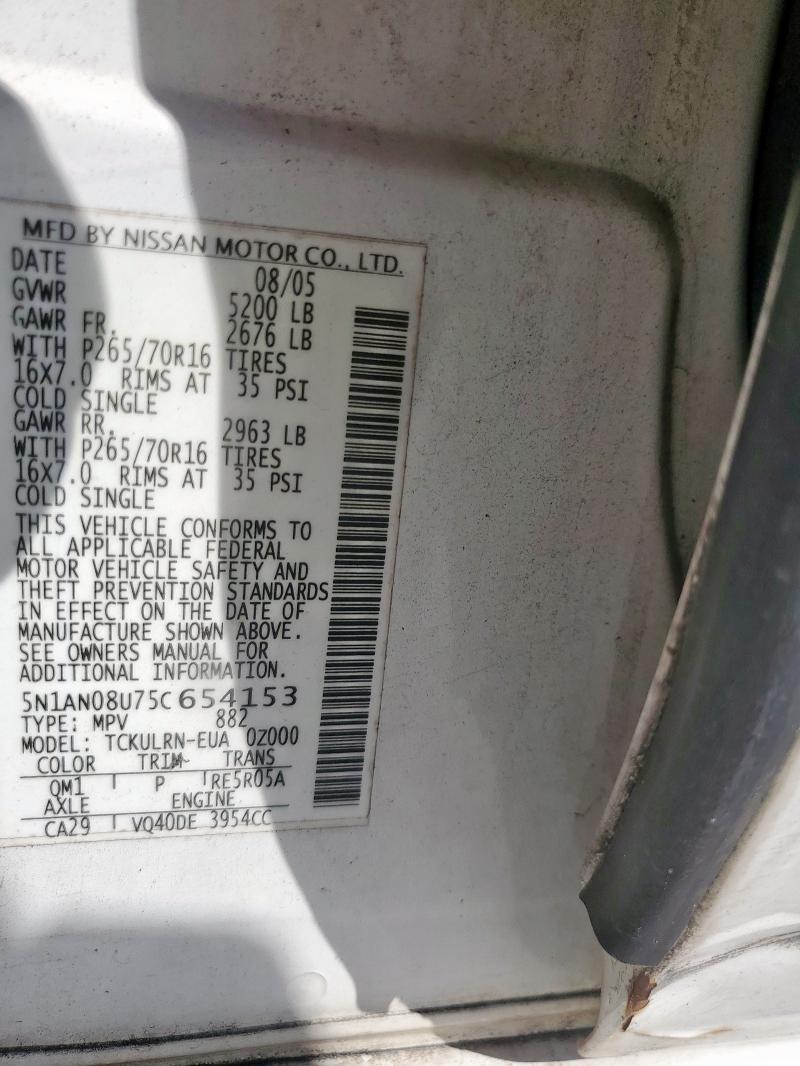 MFD BY NISSAN MOTOR CO., LTD.
DATE 08/05
GVWR 5200 LB
GAWR FR. 2676 LB
WITH P265/70R16 TIRES
16X7.0 RIMS AT 35 PSI
COLD SINGLE
GAWR RR. 2963 LB
WITH P265/70R16 TIRES
16X7.0 RIMS AT 35 PSI
COLD SINGLE
THIS VEHICLE CONFORMS TO
ALL APPLICABLE FEDERAL
MOTOR VEHICLE SAFETY AND
THEFT PREVENTION STANDARDS
IN EFFECT ON THE DATE OF
MANUFACTURE SHOWN ABOVE.
SEE OWNERS MANUAL FOR
ADDITIONAL INFORMATION.
5N1AN08U75C654153
TYPE: MPV 882
MODEL: TCKULRN-EUA 0Z000
COLOR TRIM TRANS
QM1 P RE5R05A
AXLE ENGINE
CA29 VQ40DE 3954CC